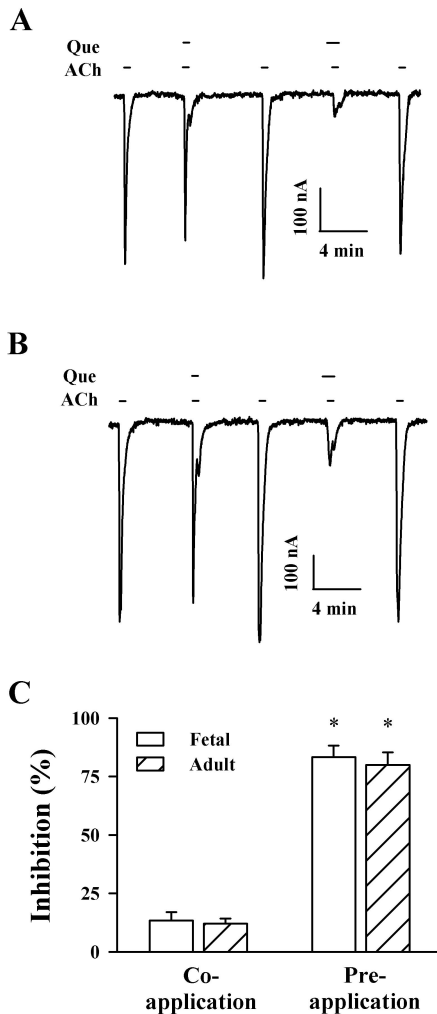 A
Que
ACh
100 nA
4 min
B
Que
ACh
100 nA
4 min
C
Inhibition (%)
100
75
50
25
0
Fetal
Adult
*
*
Co-
application
Pre-
application